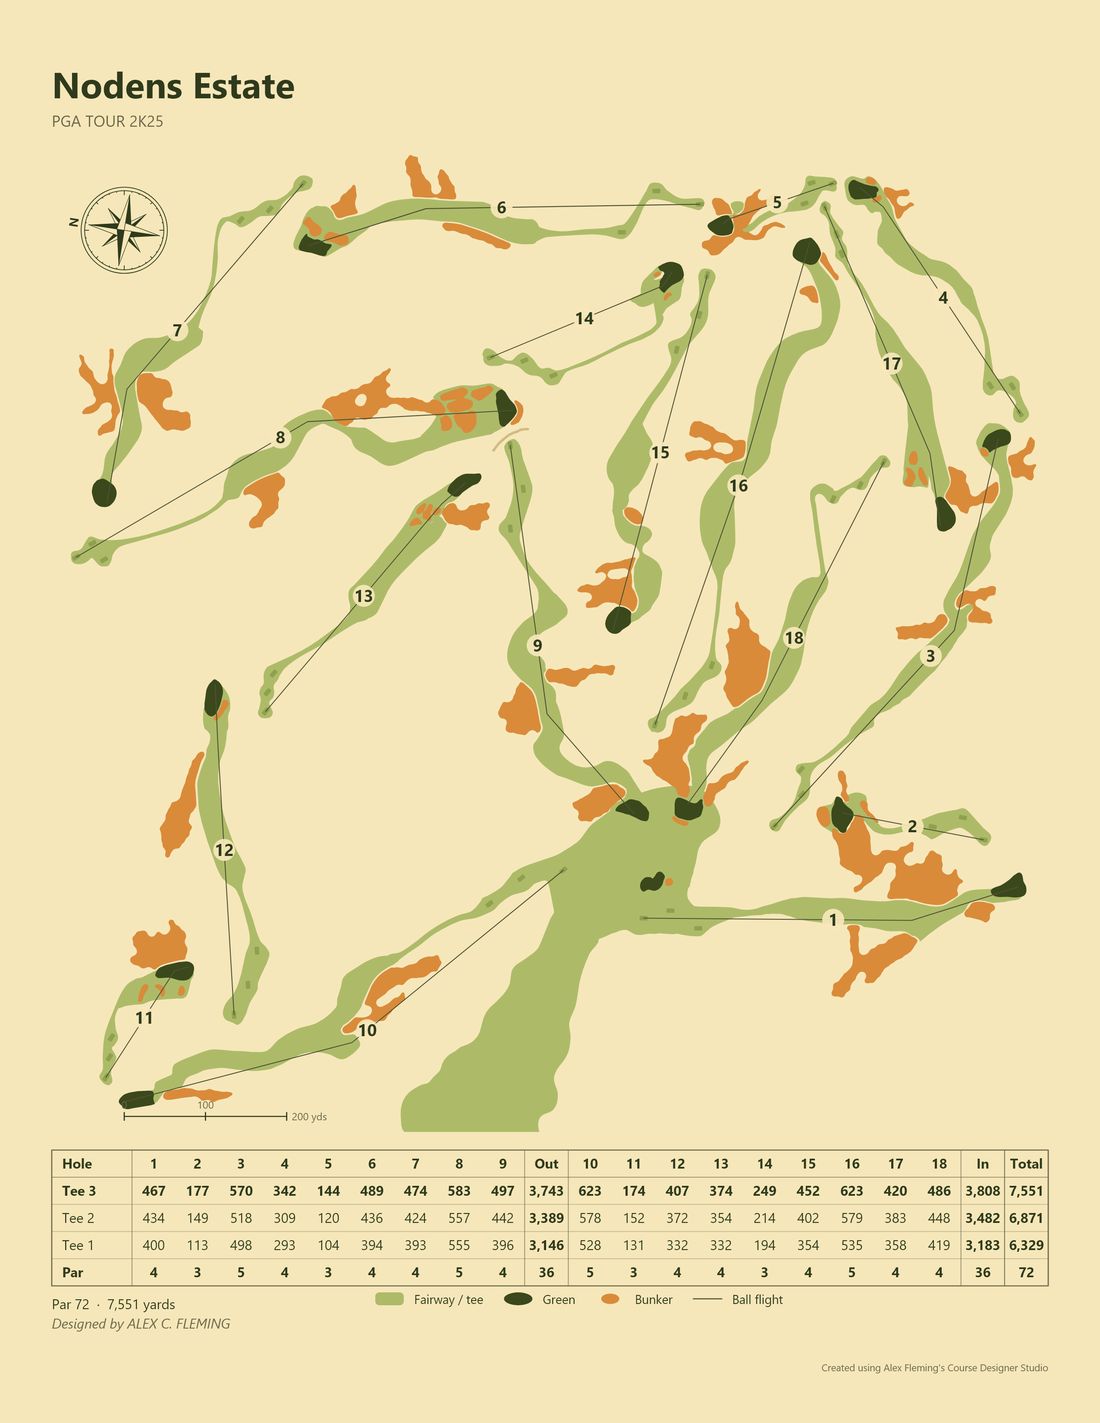 Nodens Estate
PGA TOUR 2K25
N
6
5
4
7
14
17
8
15
16
13
18
9
3
2
12
1
11
10
100
200 yds
Hole 1 2 3 4 5 6 7 8 9 Out 10 11 12 13 14 15 16 17 18 In Total
Tee 3 467 177 570 342 144 489 474 583 497 3,743 623 174 407 374 249 452 623 420 486 3,808 7,551
Tee 2 434 149 518 309 120 436 424 557 442 3,389 578 152 372 354 214 402 579 383 448 3,482 6,871
Tee 1 400 113 498 293 104 394 393 555 396 3,146 528 131 332 332 194 354 535 358 419 3,183 6,329
Par 4 3 5 4 3 4 4 5 4 36 5 3 4 4 3 4 5 4 4 36 72
Fairway / tee Green Bunker Ball flight
Par 72 · 7,551 yards
Designed by ALEX C. FLEMING
Created using Alex Fleming's Course Designer Studio